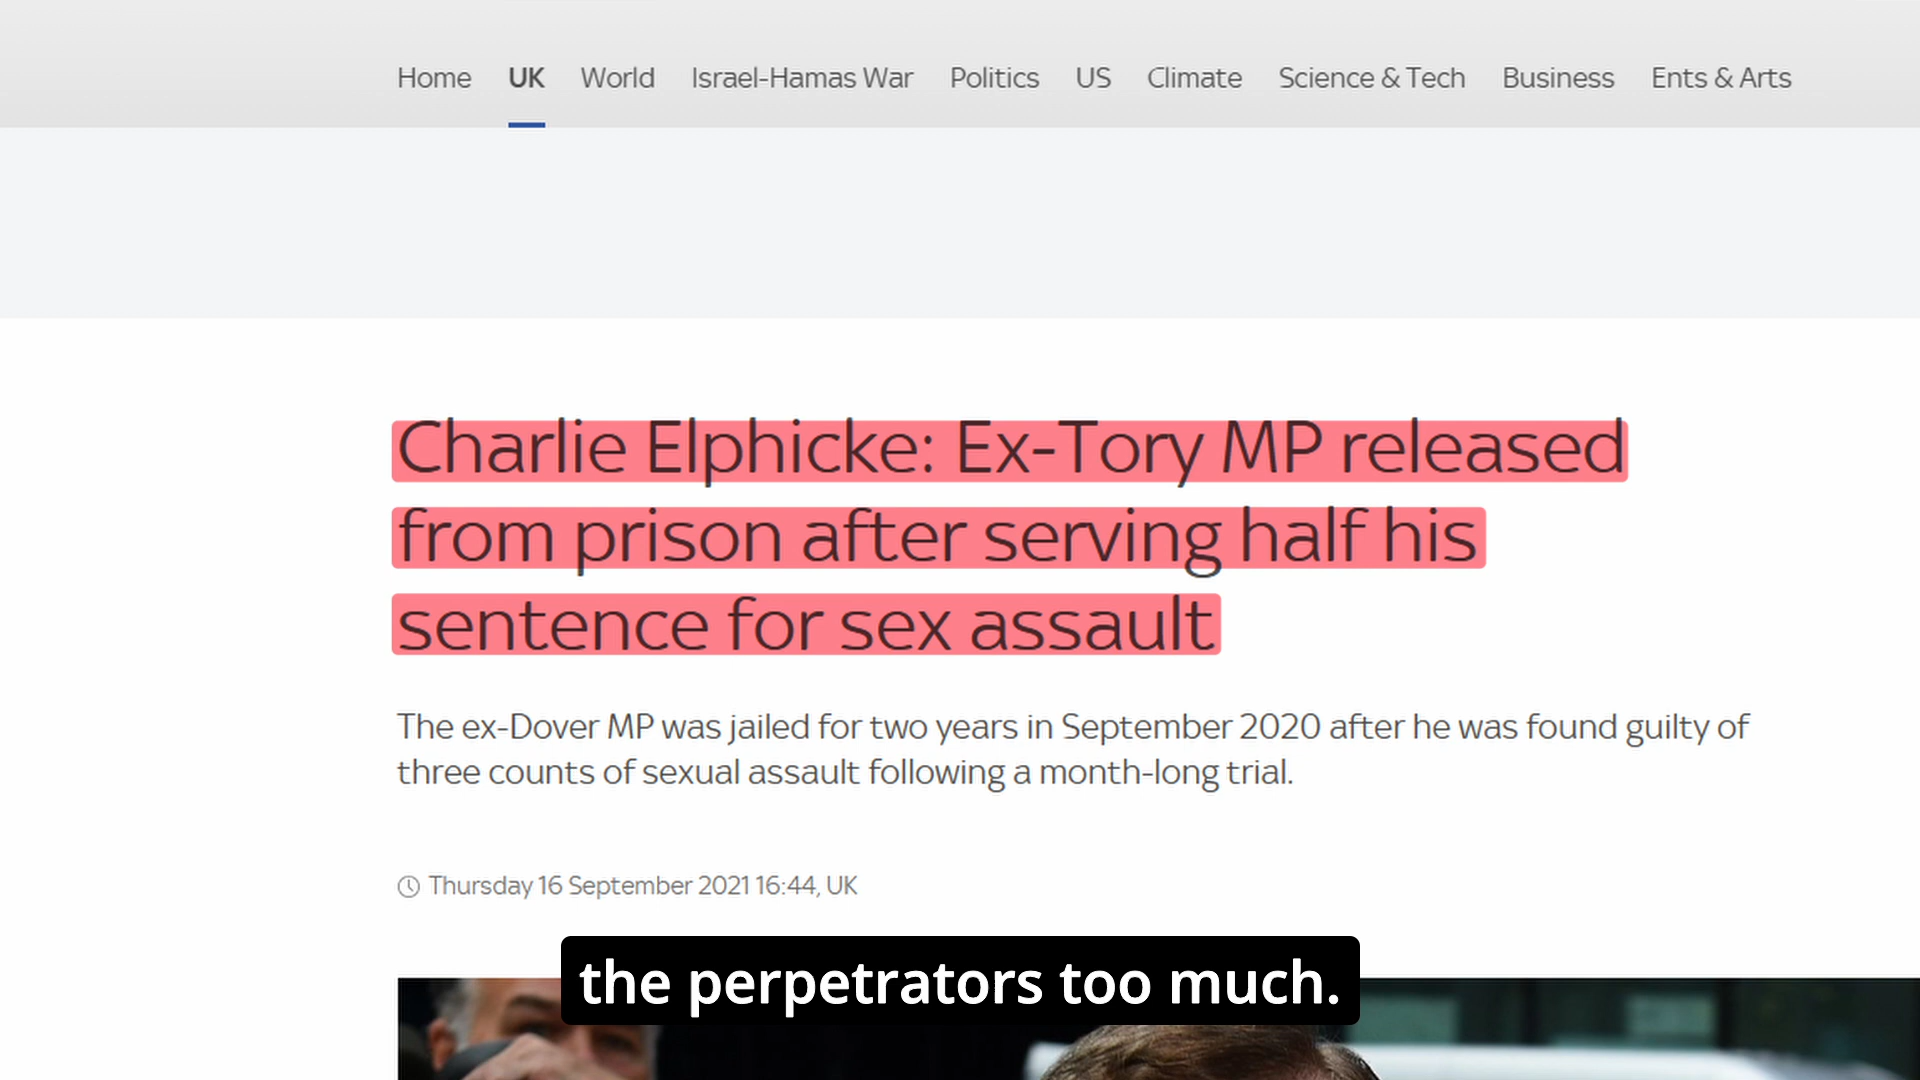 Home UK World Israel-Hamas War Politics US Climate Science & Tech Business Ents & Arts
Charlie Elphicke: Ex-Tory MP released
from prison after serving half his
sentence for sex assault
The ex-Dover MP was jailed for two years in September 2020 after he was found guilty of
three counts of sexual assault following a month-long trial.
Thursday 16 September 2021 16:44, UK
the perpetrators too much.